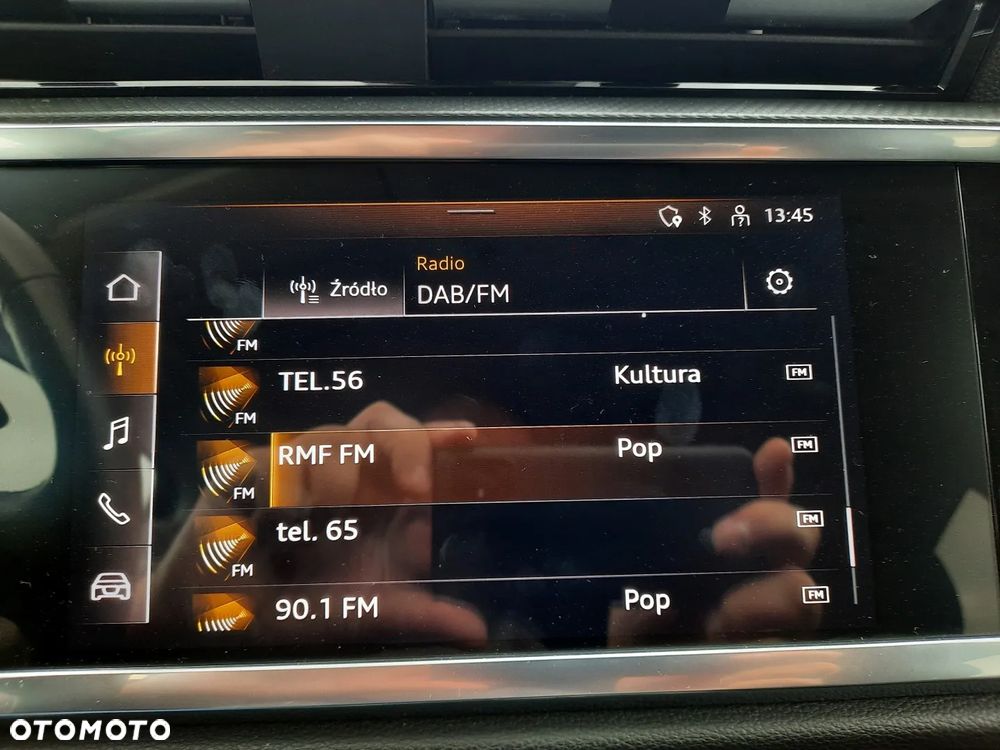 13:45
Źródło
Radio
DAB/FM
FM
TEL.56 Kultura FM
FM
RMF FM Pop FM
FM
tel. 65 FM
FM
90.1 FM Pop FM
OTOMOTO